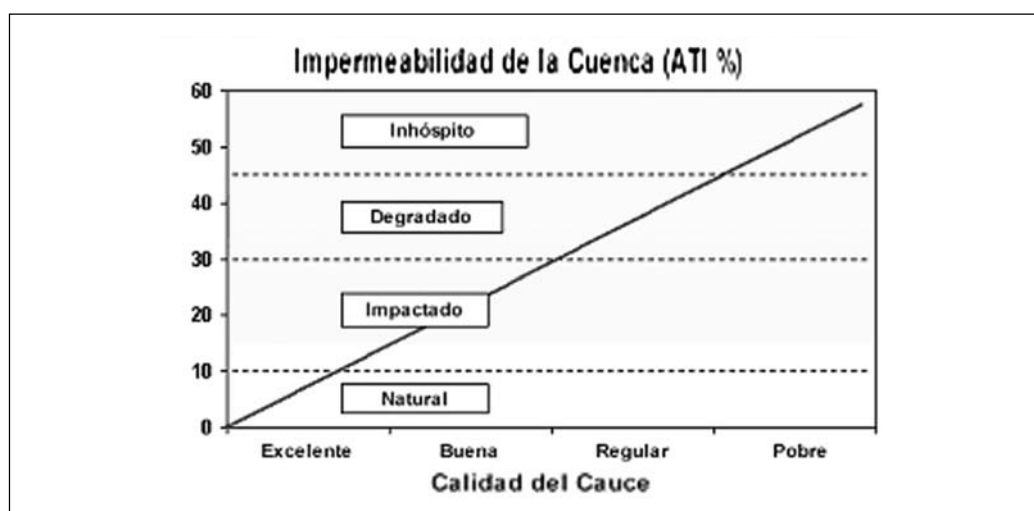 Impermeabilidad de la Cuenca (ATI %)
60
Inhóspito
50
40
Degradado
30
Impactado
20
10
Natural
0
Excelente Buena Regular Pobre
Calidad del Cauce